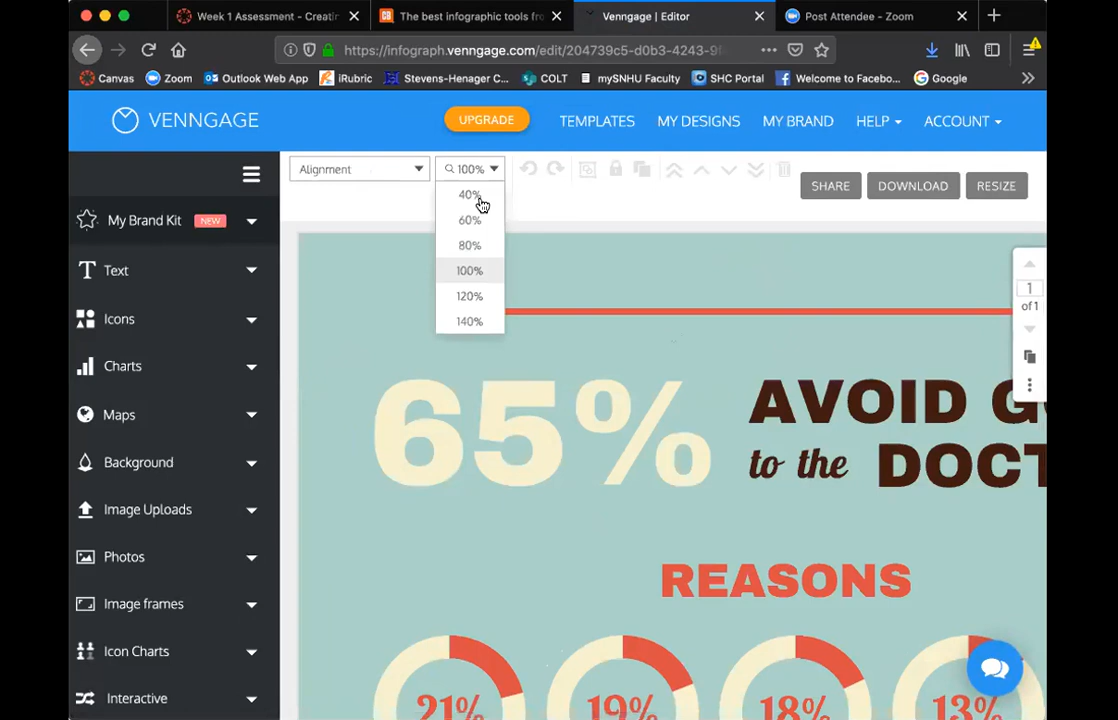 Week 1 Assessment - Creatin
The best infographic tools fro
Venngage | Editor
Post Attendee - Zoom
https://infograph.venngage.com/edit/204739c5-d0b3-4243-9f
Canvas
Zoom
Outlook Web App
iRubric
Stevens-Henager C...
COLT
mySNHU Faculty
SHC Portal
Welcome to Facebo...
Google
VENNGAGE
UPGRADE
TEMPLATES
MY DESIGNS
MY BRAND
HELP
ACCOUNT
Alignment
100%
40%
60%
80%
100%
120%
140%
SHARE
DOWNLOAD
RESIZE
My Brand Kit NEW
Text
Icons
Charts
Maps
Background
Image Uploads
Photos
Image frames
Icon Charts
Interactive
1
of 1
65%
AVOID G
to the DOCT
REASONS
21%
19%
18%
13%